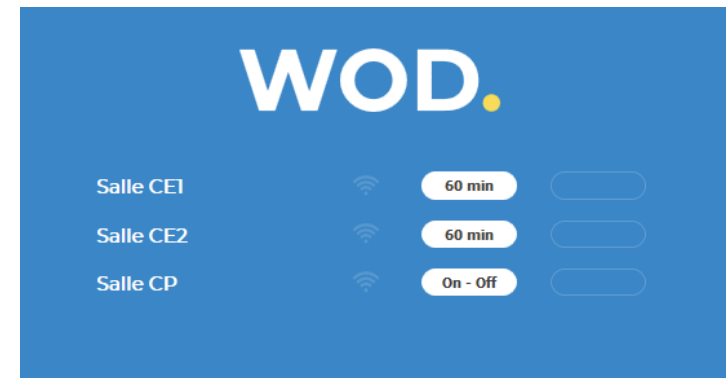 WOD.
Salle CE1 60 min
Salle CE2 60 min
Salle CP On - Off